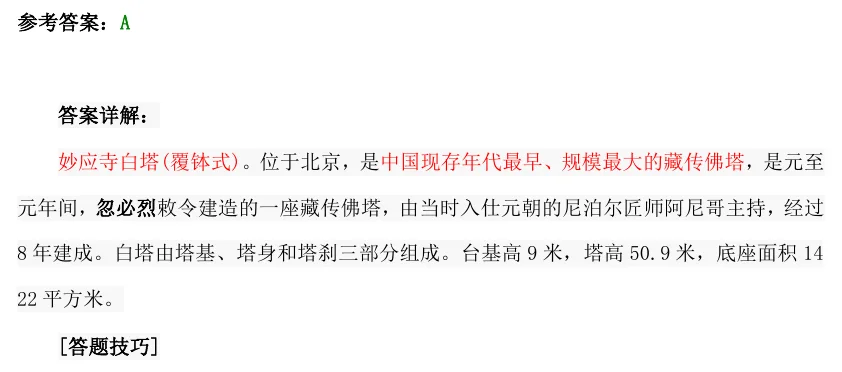 参考答案：A
答案详解：
妙应寺白塔(覆钵式)。位于北京，是中国现存年代最早、规模最大的藏传佛塔，是元至
元年间，忽必烈敕令建造的一座藏传佛塔，由当时入仕元朝的尼泊尔匠师阿尼哥主持，经过
8 年建成。白塔由塔基、塔身和塔刹三部分组成。台基高 9 米，塔高 50.9 米，底座面积 14
22 平方米。
[答题技巧]